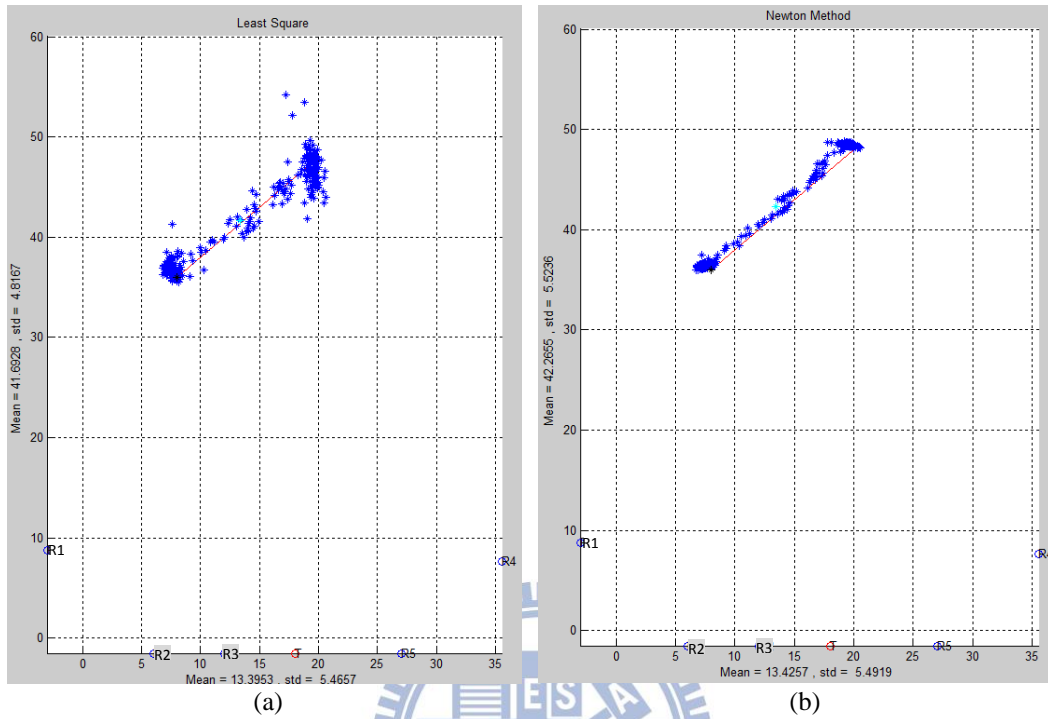 Least Square
60
50
40
30
20
10
0
Mean = 41.6928 , std = 4.8167
R1
R4
R2
R3
T
R5
0 5 10 15 20 25 30 35
Mean = 13.3953 , std = 5.4657
(a)
Newton Method
60
50
40
30
20
10
0
Mean = 42.2655 , std = 5.5236
R1
R4
R2
R3
T
R5
0 5 10 15 20 25 30 35
Mean = 13.4257 , std = 5.4919
(b)
ESA